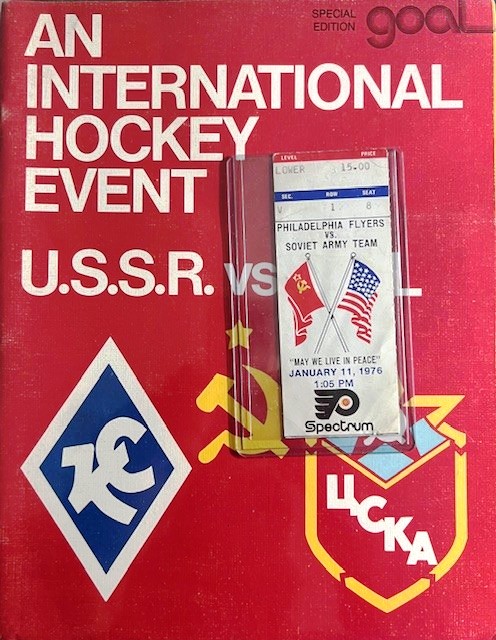 SPECIAL
EDITION
goal
AN
INTERNATIONAL
HOCKEY
EVENT
U.S.S.R. VS. L
LEVEL PRICE
LOWER 15.00
SEC. ROW SEAT
1 8
PHILADELPHIA FLYERS
VS.
SOVIET ARMY TEAM
"MAY WE LIVE IN PEACE"
JANUARY 11, 1976
1:05 PM
Spectrum
КС
ЦСКА